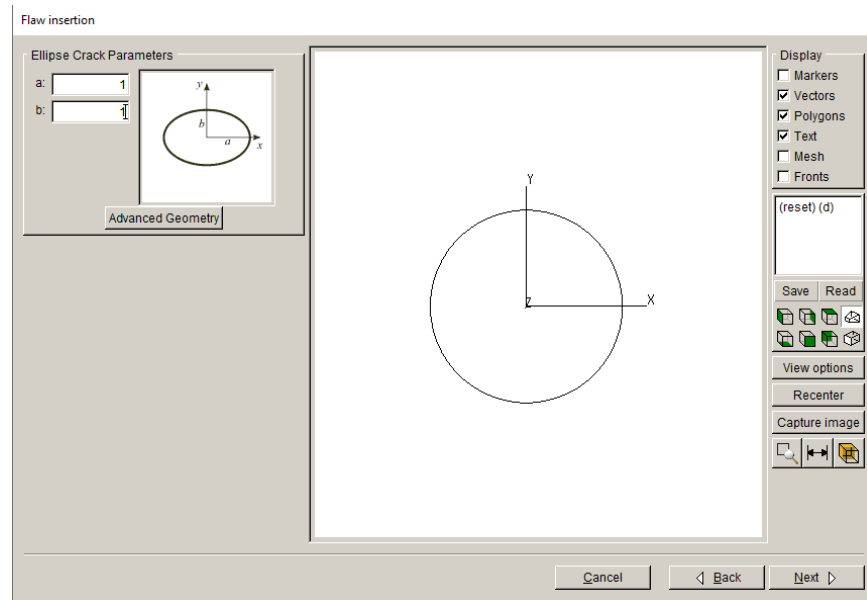 Flaw insertion
Ellipse Crack Parameters
a: 1
b: 1
y
b
a
x
Advanced Geometry
Y
Z
X
Display
Markers
Vectors
Polygons
Text
Mesh
Fronts
(reset) (d)
Save Read
View options
Recenter
Capture image
Cancel
Back
Next